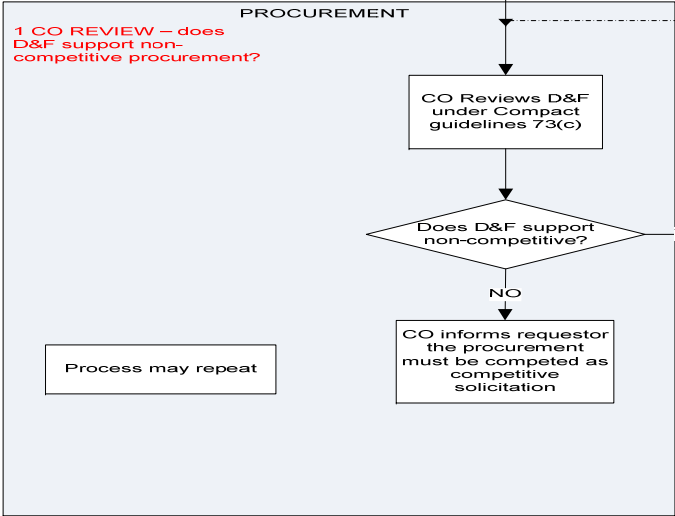 PROCUREMENT
1 CO REVIEW – does
D&F support non-
competitive procurement?
CO Reviews D&F
under Compact
guidelines 73(c)
Does D&F support
non-competitive?
NO
CO informs requestor
the procurement
must be competed as
competitive
solicitation
Process may repeat